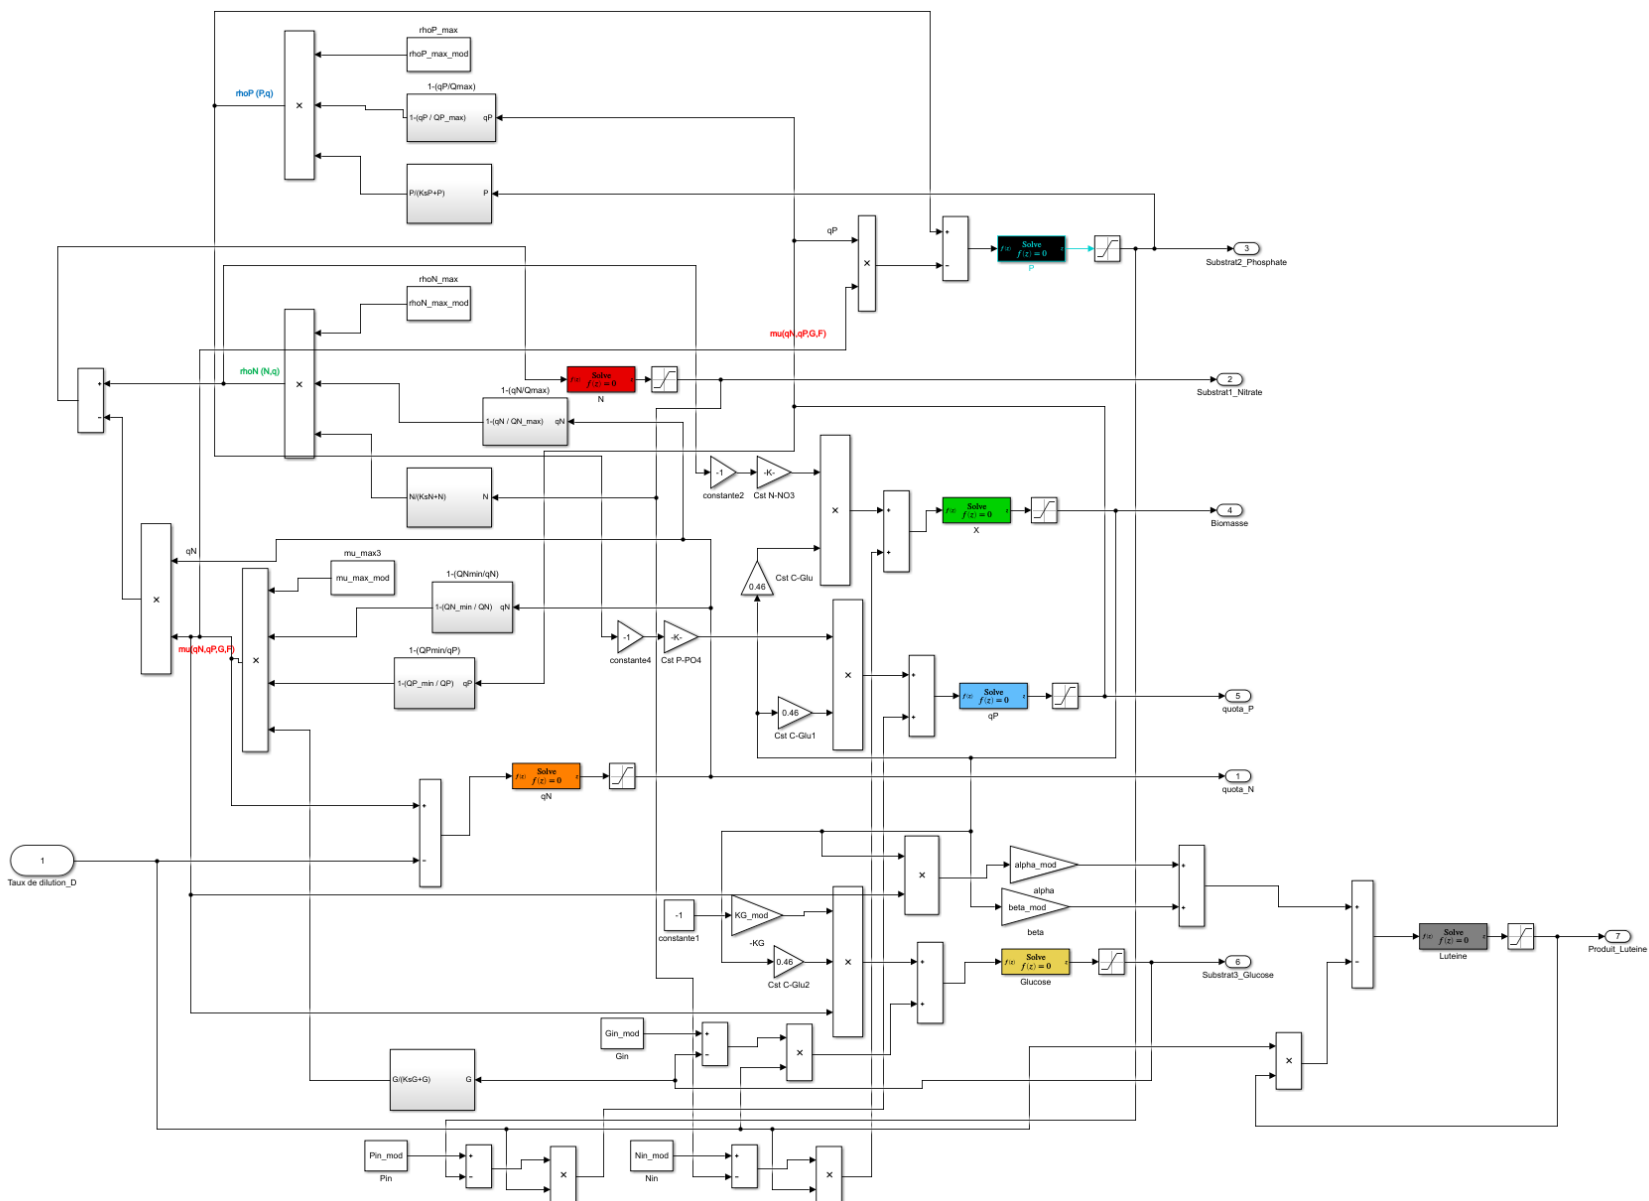 rhoP_max
rhoP_max_mod
rhoP (P,q)
×
1-(qP/Qmax)
1-(qP / QP_max) qP
P/(KsP+P) P
qP
×
+
−
f(z) Solve f(z) = 0 z
P
3
Substrat2_Phosphate
rhoN_max
rhoN_max_mod
mu(qN,qP,G,F)
rhoN (N,q)
×
+
−
f(z) Solve f(z) = 0 z
N
2
Substrat1_Nitrate
1-(qN/Qmax)
1-(qN / QN_max) qN
N/(KsN+N) N
-1
constante2
-K-
Cst N-NO3
×
+
+
f(z) Solve f(z) = 0 z
X
4
Biomasse
qN
×
mu_max3
mu_max_mod
1-(QNmin/qN)
1-(QN_min / QN) qN
0.46
Cst C-Glu
mu(qN,qP,G,F)
×
1-(QPmin/qP)
1-(QP_min / QP) qP
-1
constante4
-K-
Cst P-PO4
×
0.46
Cst C-Glu1
+
+
f(z) Solve f(z) = 0 z
qP
5
quota_P
f(z) Solve f(z) = 0 z
qN
1
quota_N
+
−
1
Taux de dilution_D
×
alpha_mod
alpha
beta_mod
beta
+
+
-1
constante1
KG_mod
-KG
0.46
Cst C-Glu2
×
+
+
f(z) Solve f(z) = 0 z
Glucose
6
Substrat3_Glucose
+
−
f(z) Solve f(z) = 0 z
Luteine
7
Produit_Luteine
Gin_mod
Gin
+
−
×
×
G/(KsG+G) G
Pin_mod
Pin
+
−
×
Nin_mod
Nin
+
−
×